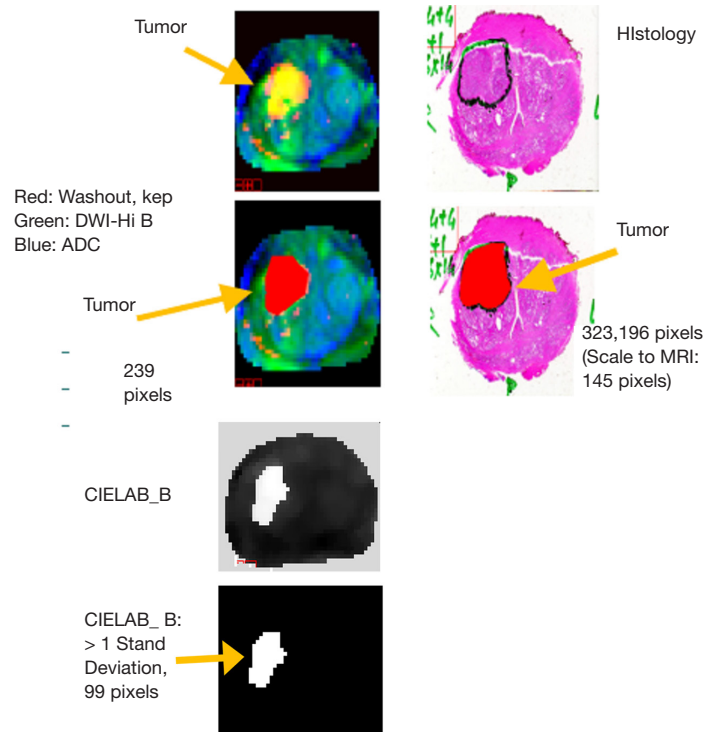 Tumor
HIstology
Red: Washout, kep
Green: DWI-Hi B
Blue: ADC
Tumor
Tumor
239
pixels
323,196 pixels
(Scale to MRI:
145 pixels)
CIELAB_B
CIELAB_ B:
> 1 Stand
Deviation,
99 pixels